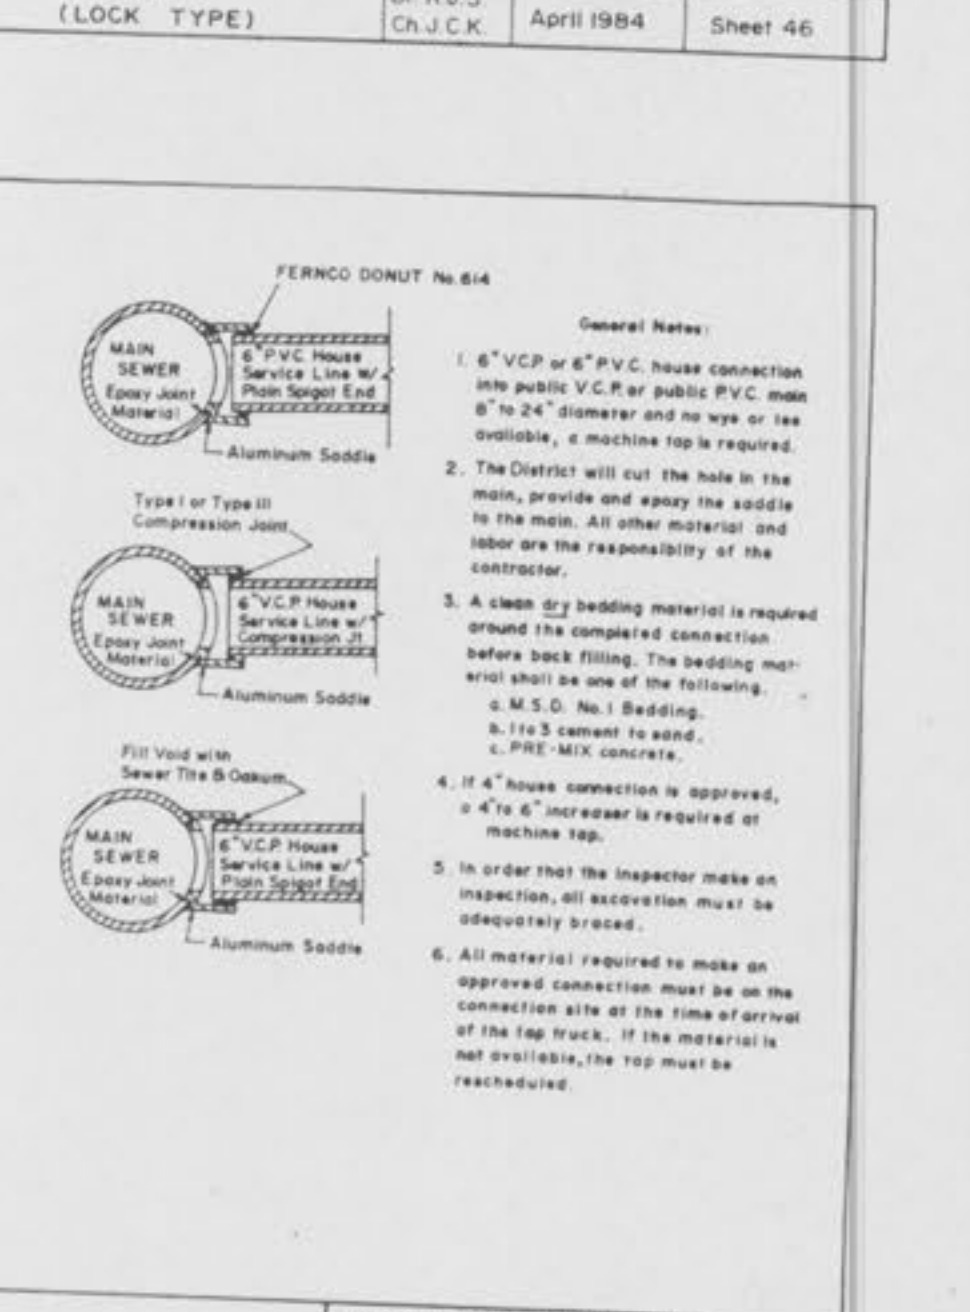 (LOCK TYPE)
Ch. J.C.K.
April 1984
Sheet 46
FERNCO DONUT No. 614
MAIN
SEWER
Epoxy Joint
Material
6" P.V.C. House
Service Line w/
Plain Spigot End
Aluminum Saddle
Type I or Type III
Compression Joint
MAIN
SEWER
Epoxy Joint
Material
6" V.C.P. House
Service Line w/
Compression Jt.
Aluminum Saddle
Fill Void with
Sewer Tite & Oakum
MAIN
SEWER
Epoxy Joint
Material
6" V.C.P. House
Service Line w/
Plain Spigot End
Aluminum Saddle
General Notes:
1. 6" V.C.P. or 6" P.V.C. house connection
into public V.C.P. or public P.V.C. main
8" to 24" diameter and no wye or tee
available, a machine tap is required.
2. The District will cut the hole in the
main, provide and epoxy the saddle
to the main. All other material and
labor are the responsiblity of the
contractor.
3. A clean dry bedding material is required
around the completed connection
before back filling. The bedding mat-
erial shall be one of the following.
a. M.S.D. No. 1 Bedding.
b. 1 to 3 cement to sand.
c. PRE-MIX concrete.
4. If 4" house connection is approved,
a 4" to 6" increaser is required at
machine tap.
5. In order that the inspector make an
inspection, all excavation must be
adequately braced.
6. All material required to make an
approved connection must be on the
connection site at the time of arrival
of the tap truck. If the material is
not available, the tap must be
rescheduled.